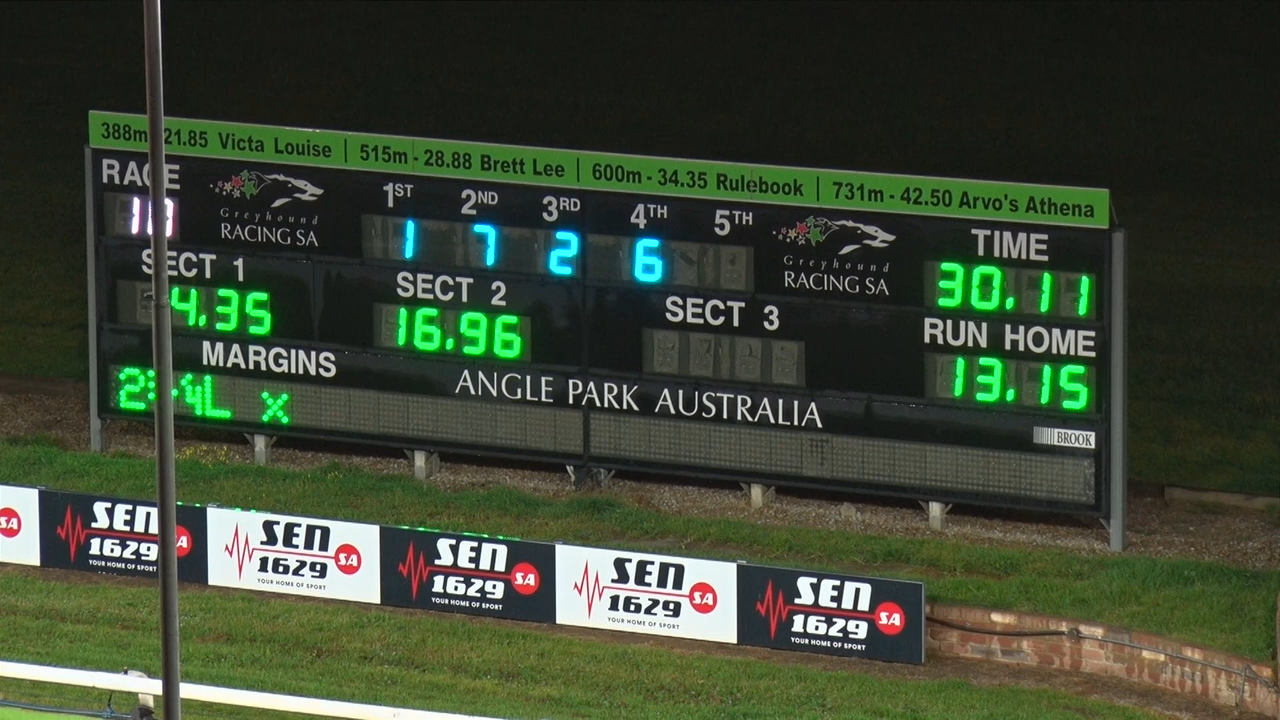 388m 21.85 Victa Louise | 515m - 28.88 Brett Lee | 600m - 34.35 Rulebook | 731m - 42.50 Arvo's Athena
RACE
10
Greyhound
RACING SA
1ST 2ND 3RD 4TH 5TH
1 7 2 6
Greyhound
RACING SA
TIME
30.11
SECT 1
4.35
SECT 2
16.96
SECT 3
RUN HOME
13.15
MARGINS
4L x
ANGLE PARK AUSTRALIA
BROOK
SA
SEN
1629
SA
SEN
1629
SA
YOUR HOME OF SPORT
SEN
1629
SA
YOUR HOME OF SPORT
SEN
1629
SA
YOUR HOME OF SPORT
SEN
1629
SA
YOUR HOME OF SPORT